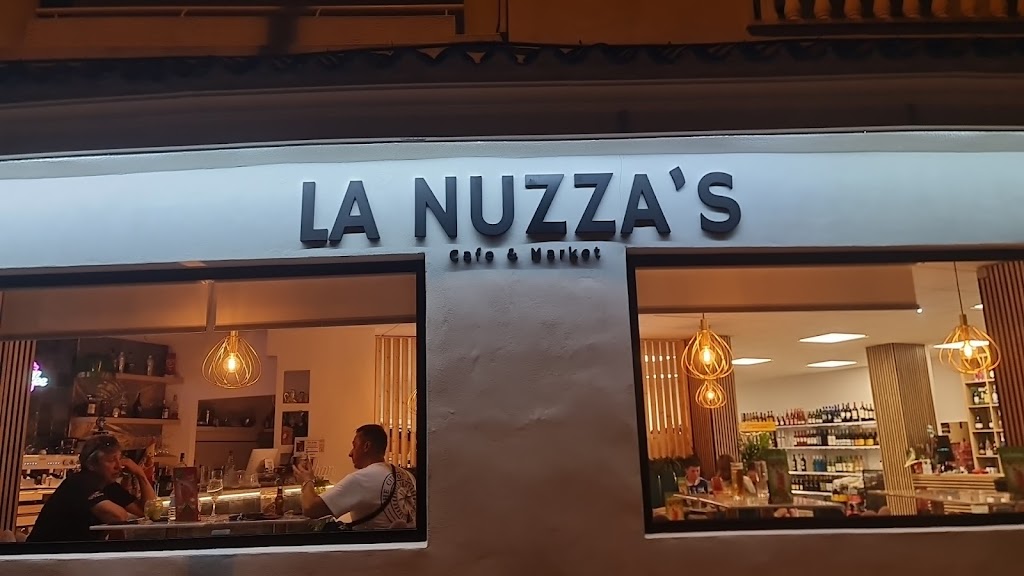 LA NUZZA'S
Cafe & Market